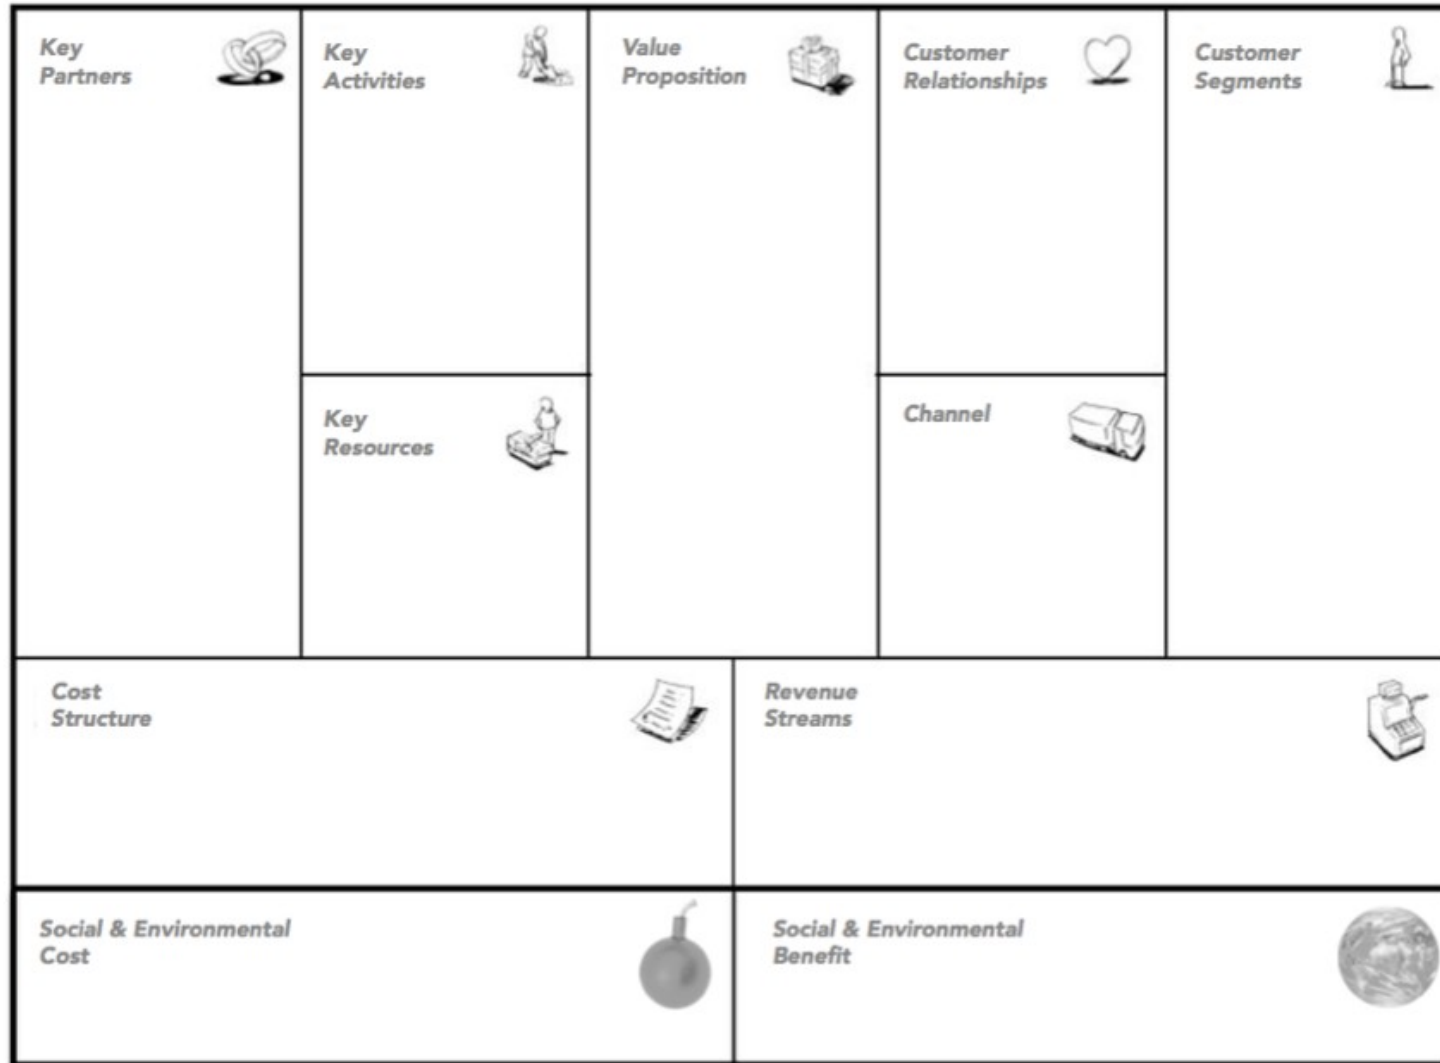 Key
Partners
Key
Activities
Value
Proposition
Customer
Relationships
Customer
Segments
Key
Resources
Channel
Cost
Structure
Revenue
Streams
Social & Environmental
Cost
Social & Environmental
Benefit